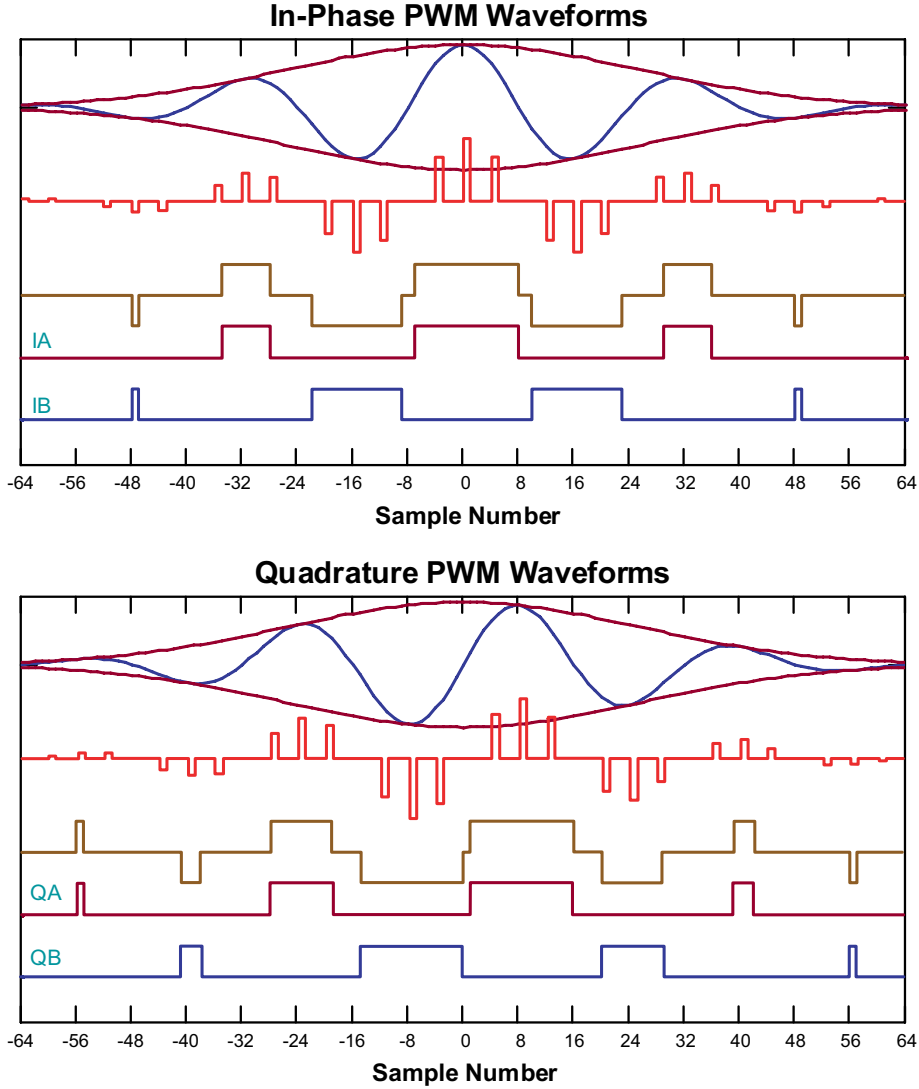 In-Phase PWM Waveforms
IA
IB
-64 -56 -48 -40 -32 -24 -16 -8 0 8 16 24 32 40 48 56 64
Sample Number
Quadrature PWM Waveforms
QA
QB
-64 -56 -48 -40 -32 -24 -16 -8 0 8 16 24 32 40 48 56 64
Sample Number